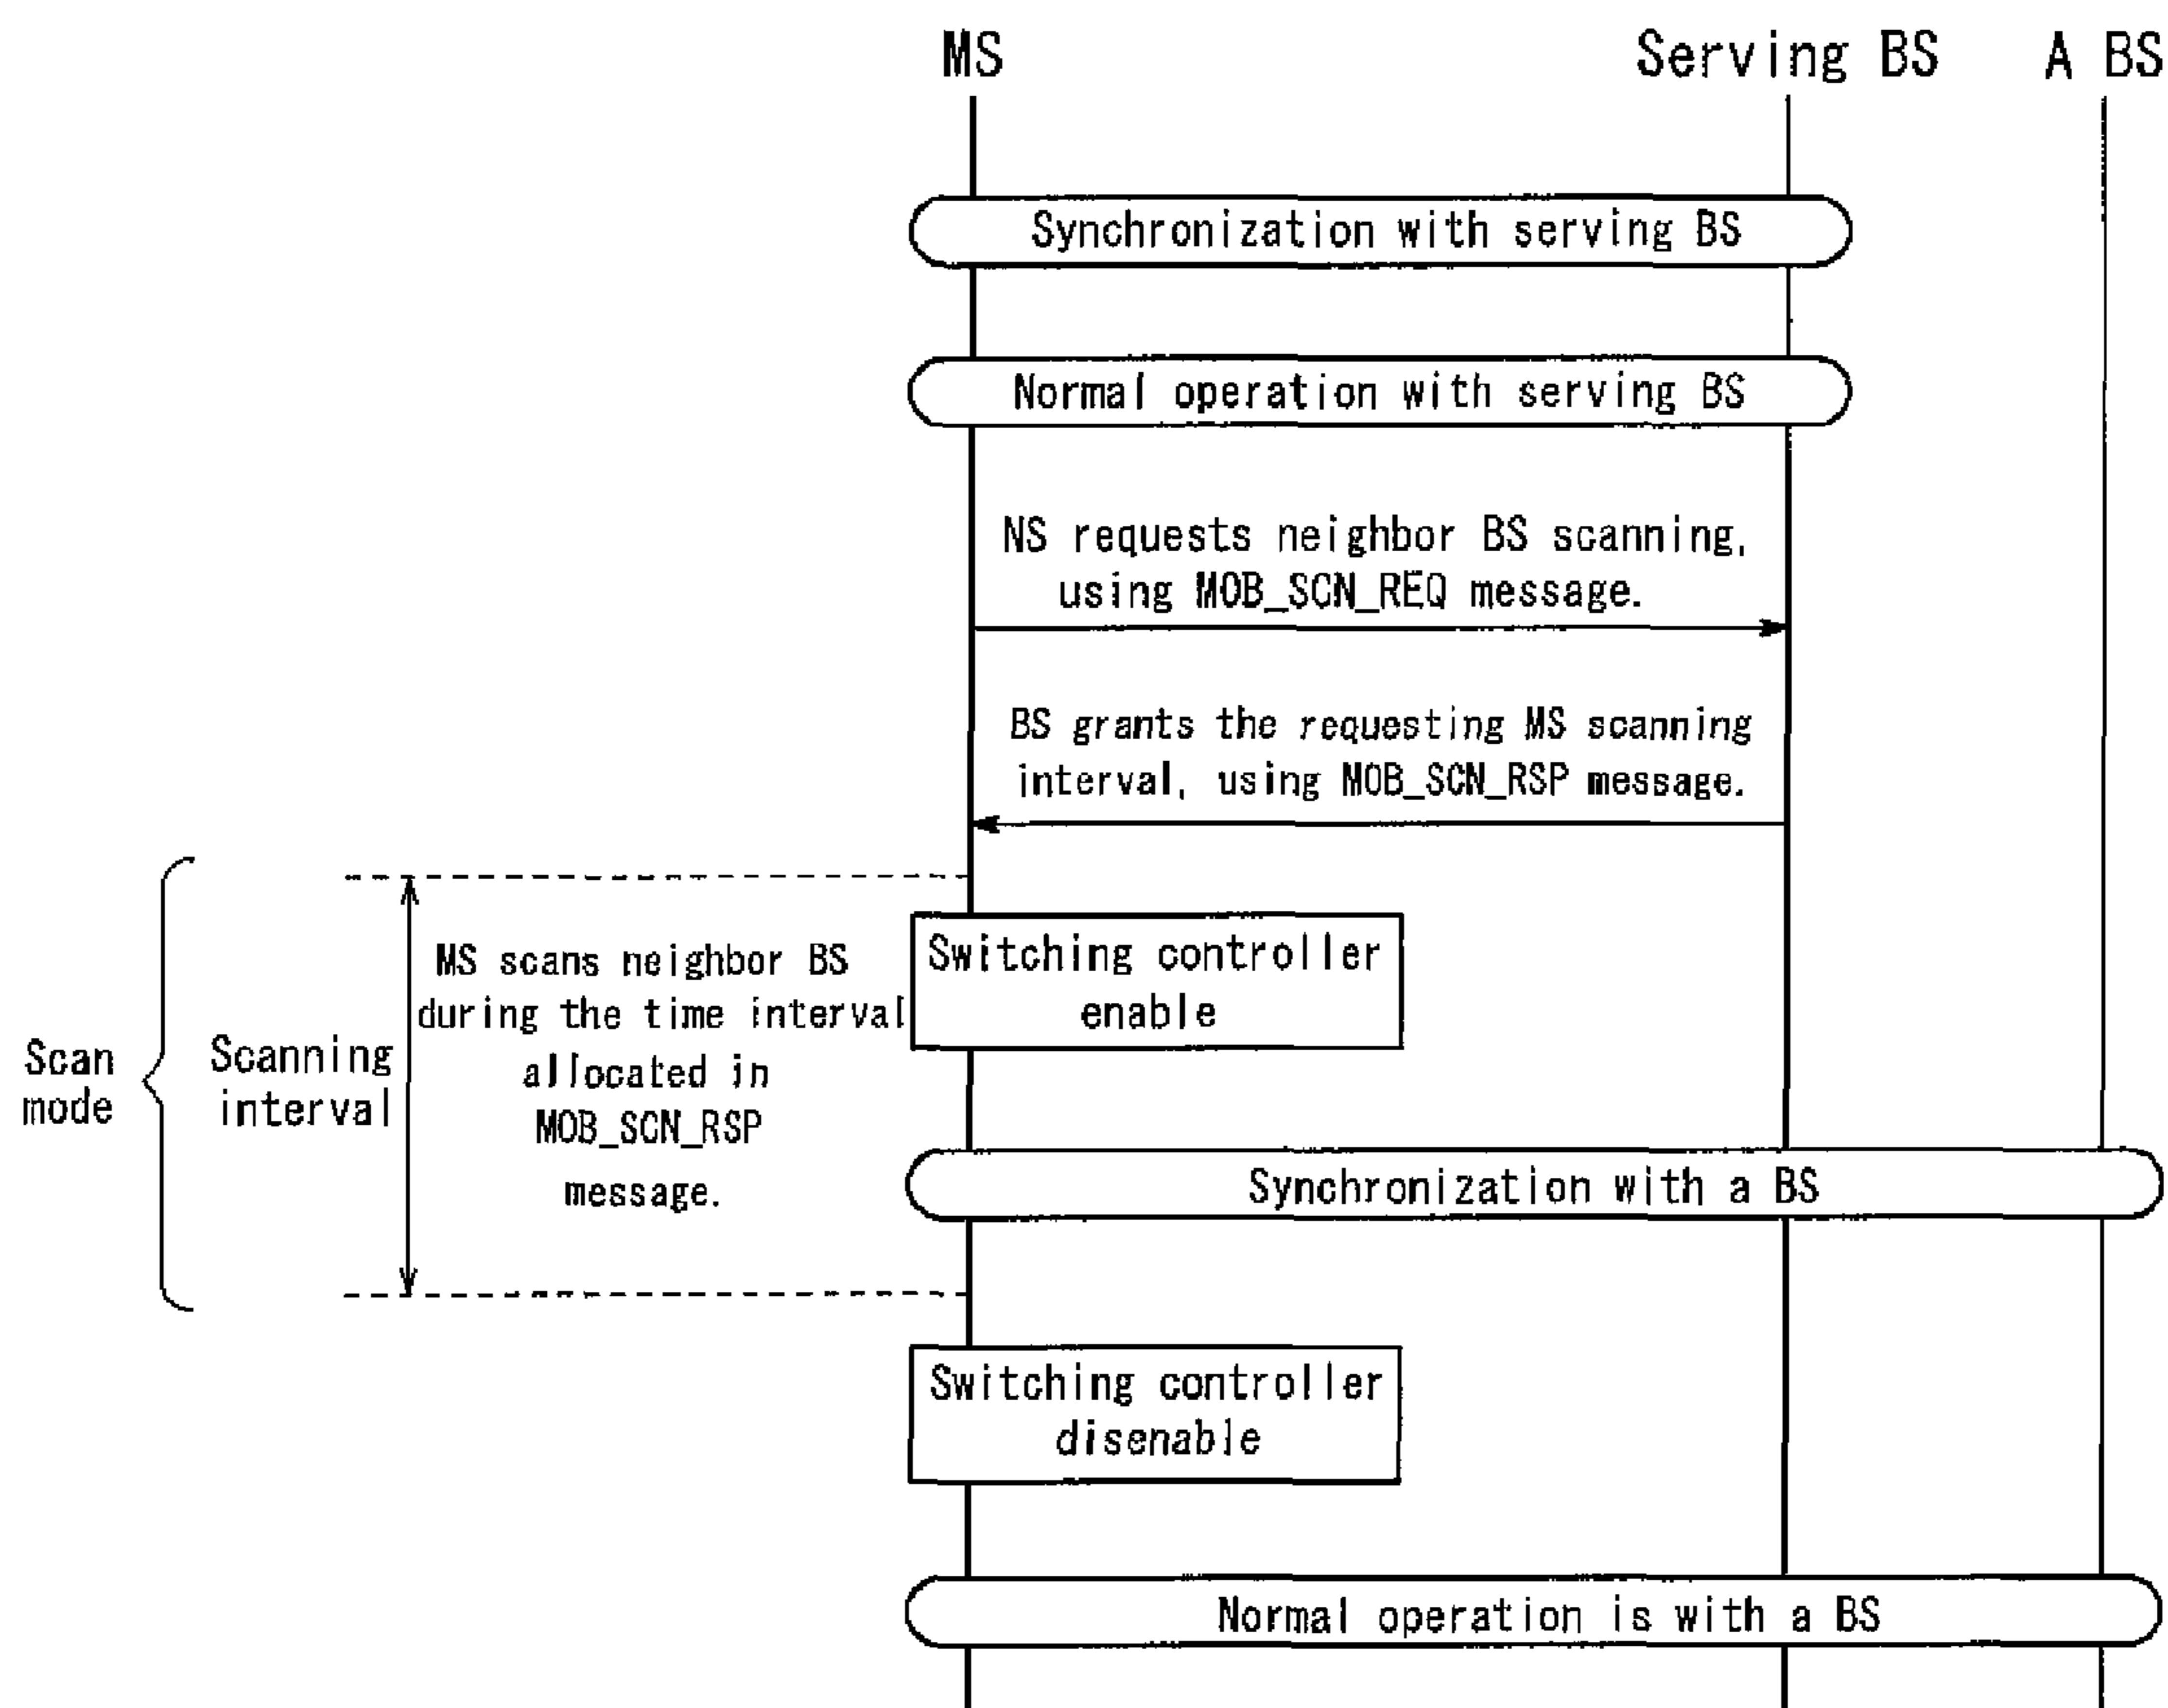 MS
Serving BS
A BS
Synchronization with serving BS
Normal operation with serving BS
NS requests neighbor BS scanning,
using MOB_SCN_REQ message.
BS grants the requesting MS scanning
interval, using MOB_SCN_RSP message.
Scan
mode
Scanning
interval
MS scans neighbor BS
during the time interval
allocated in
MOB_SCN_RSP
message.
Switching controller
enable
Synchronization with a BS
Switching controller
disenable
Normal operation is with a BS